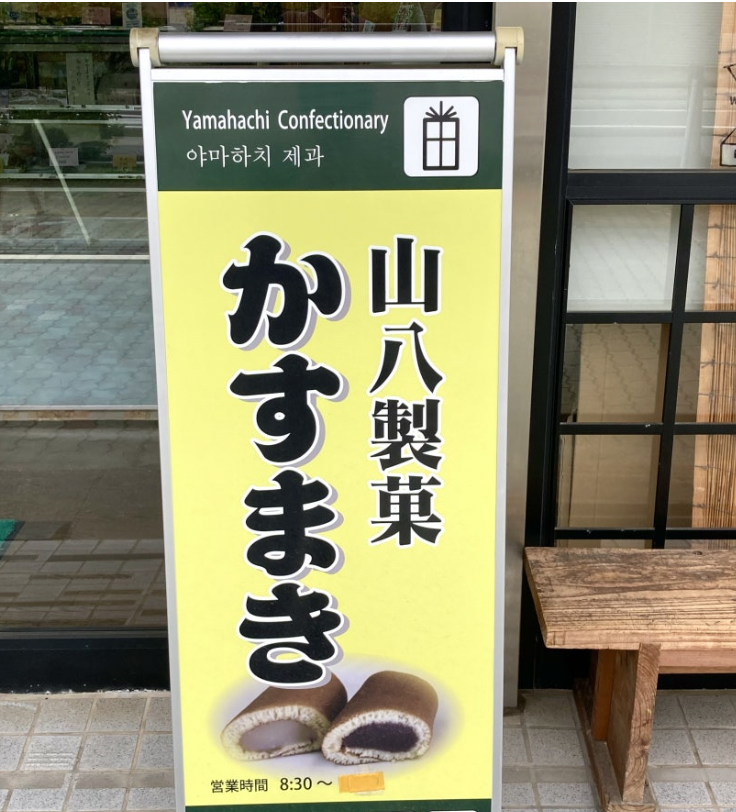 Yamahachi Confectionary
야마하치 제과
山八製菓
かすまき
営業時間 8:30～